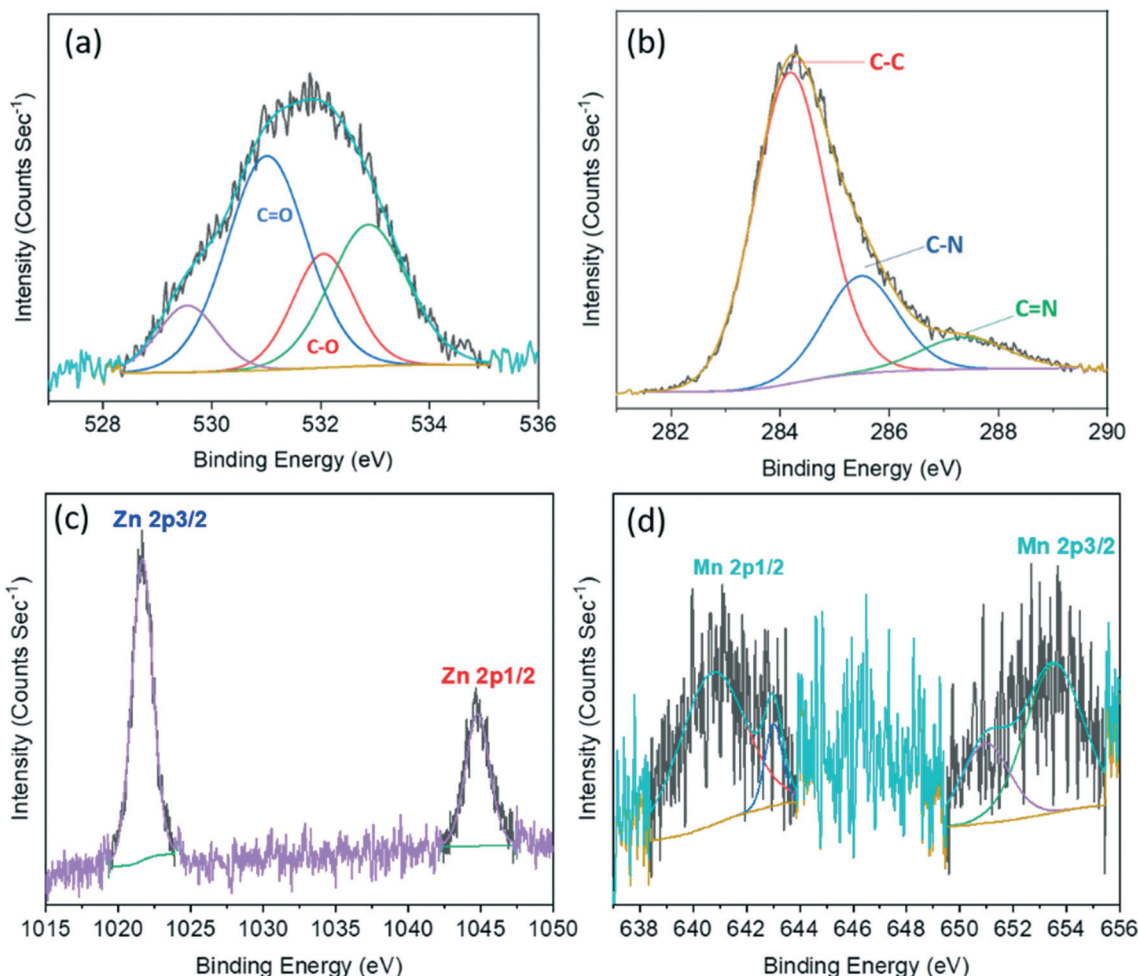 (a)
C=O
C-O
Intensity (Counts Sec⁻¹)
528 530 532 534 536
Binding Energy (eV)
(b)
C-C
C-N
C=N
Intensity (Counts Sec⁻¹)
282 284 286 288 290
Binding Energy (eV)
(c)
Zn 2p3/2
Zn 2p1/2
Intensity (Counts Sec⁻¹)
1015 1020 1025 1030 1035 1040 1045 1050
Binding Energy (eV)
(d)
Mn 2p1/2
Mn 2p3/2
Intensity (Counts Sec⁻¹)
638 640 642 644 646 648 650 652 654 656
Binding Energy (eV)